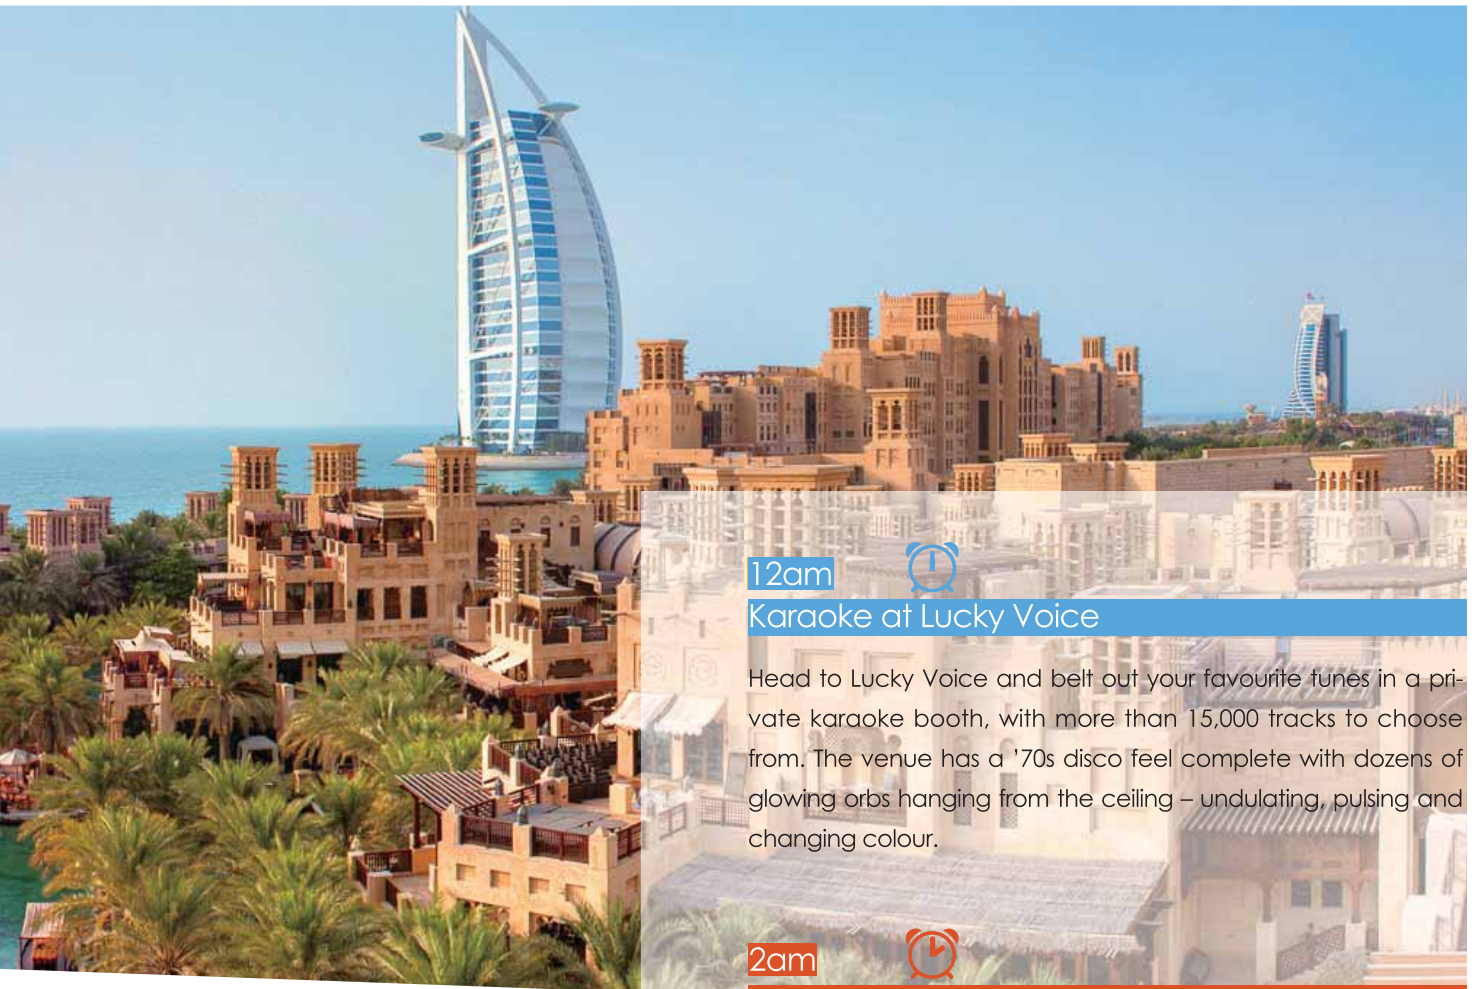 12am
Karaoke at Lucky Voice
Head to Lucky Voice and belt out your favourite tunes in a pri-
vate karaoke booth, with more than 15,000 tracks to choose
from. The venue has a ’70s disco feel complete with dozens of
glowing orbs hanging from the ceiling – undulating, pulsing and
changing colour.
2am